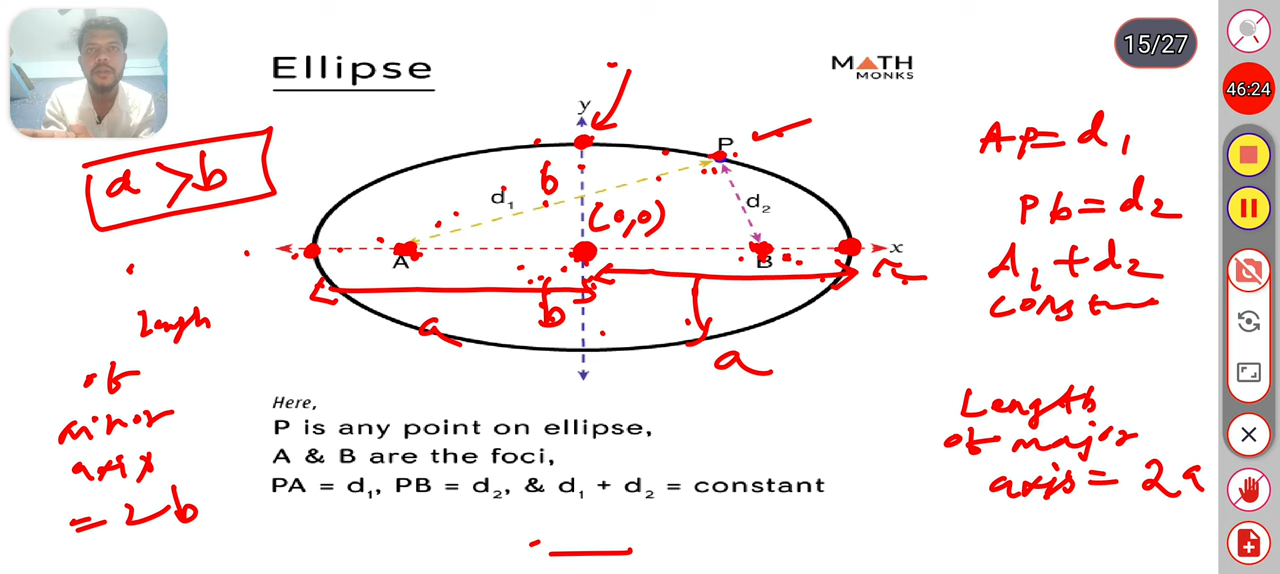 15/27
Ellipse
MATH
MONKS
46:24
y
P
AP = d1
a > b
b
d1
d2
Pb = d2
(0,0)
A
B
x
A1 + d2
b
length
a
a
of
minor
axis
= 2b
Here,
P is any point on ellipse,
A & B are the foci,
PA = d1, PB = d2, & d1 + d2 = constant
Length
of major
axis = 2a